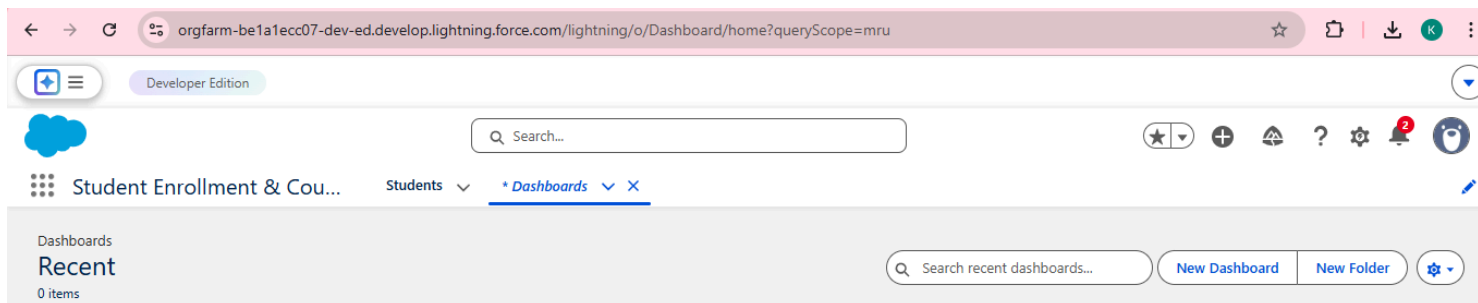 orgfarm-be1a1ecc07-dev-ed.develop.lightning.force.com/lightning/o/Dashboard/home?queryScope=mru
K
Developer Edition
Search...
2
Student Enrollment & Cou...
Students
* Dashboards
Dashboards
Recent
0 items
Search recent dashboards...
New Dashboard
New Folder